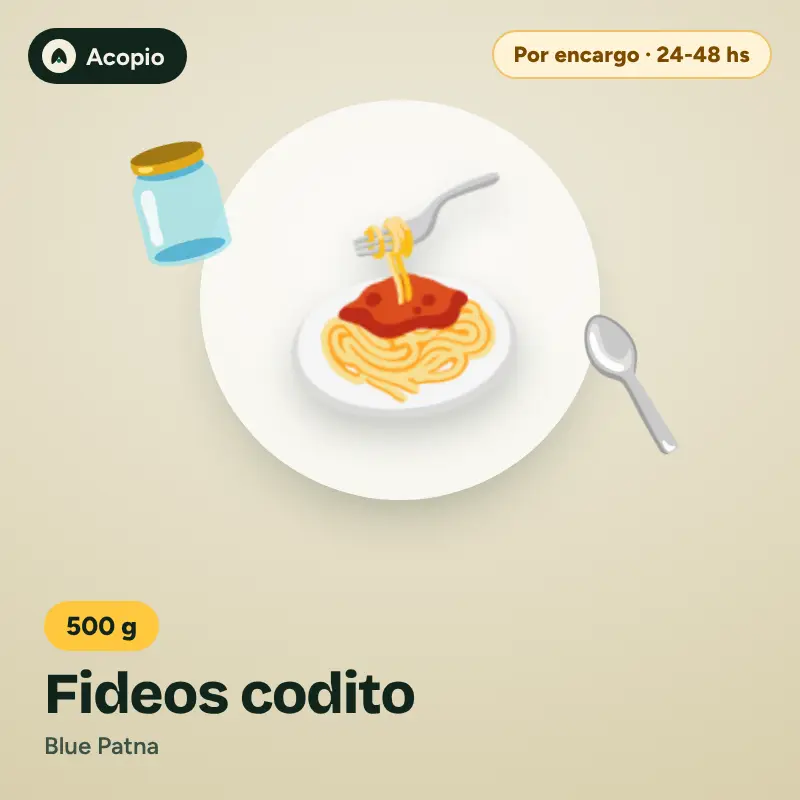 Acopio
Por encargo · 24-48 hs
500 g
Fideos codito
Blue Patna